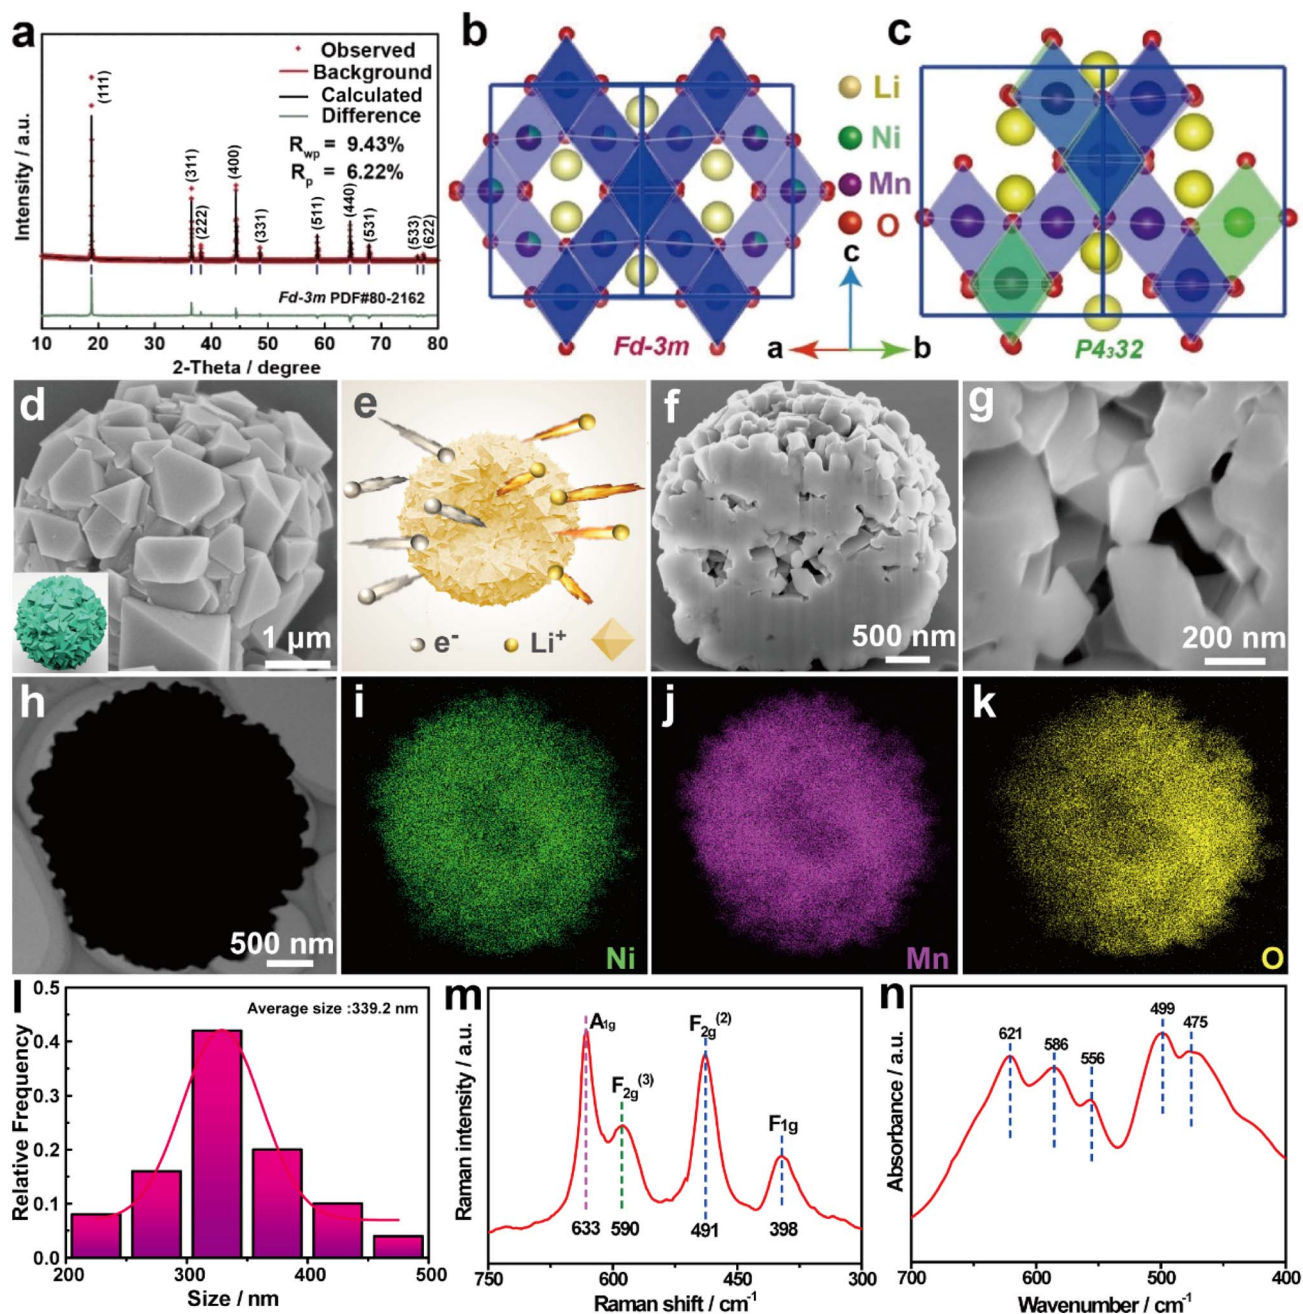 a
Intensity / a.u.
Observed
Background
Calculated
Difference
Rwp = 9.43%
Rp = 6.22%
(111)
(311)
(222)
(400)
(331)
(511)
(440)
(531)
(533)
(622)
Fd-3m PDF#80-2162
10 20 30 40 50 60 70 80
2-Theta / degree
b
Fd-3m
Li
Ni
Mn
O
c
a
b
c
P4₃32
d
1 μm
e
e⁻
Li⁺
f
500 nm
g
200 nm
h
500 nm
i
Ni
j
Mn
k
O
l
Average size :339.2 nm
Relative Frequency
0.5
0.4
0.3
0.2
0.1
0.0
200 300 400 500
Size / nm
m
Raman intensity / a.u.
A1g
F2g(3)
F2g(2)
F1g
633 590 491 398
750 600 450 300
Raman shift / cm⁻¹
n
Absorbance / a.u.
621
586
556
499
475
700 600 500 400
Wavenumber / cm⁻¹